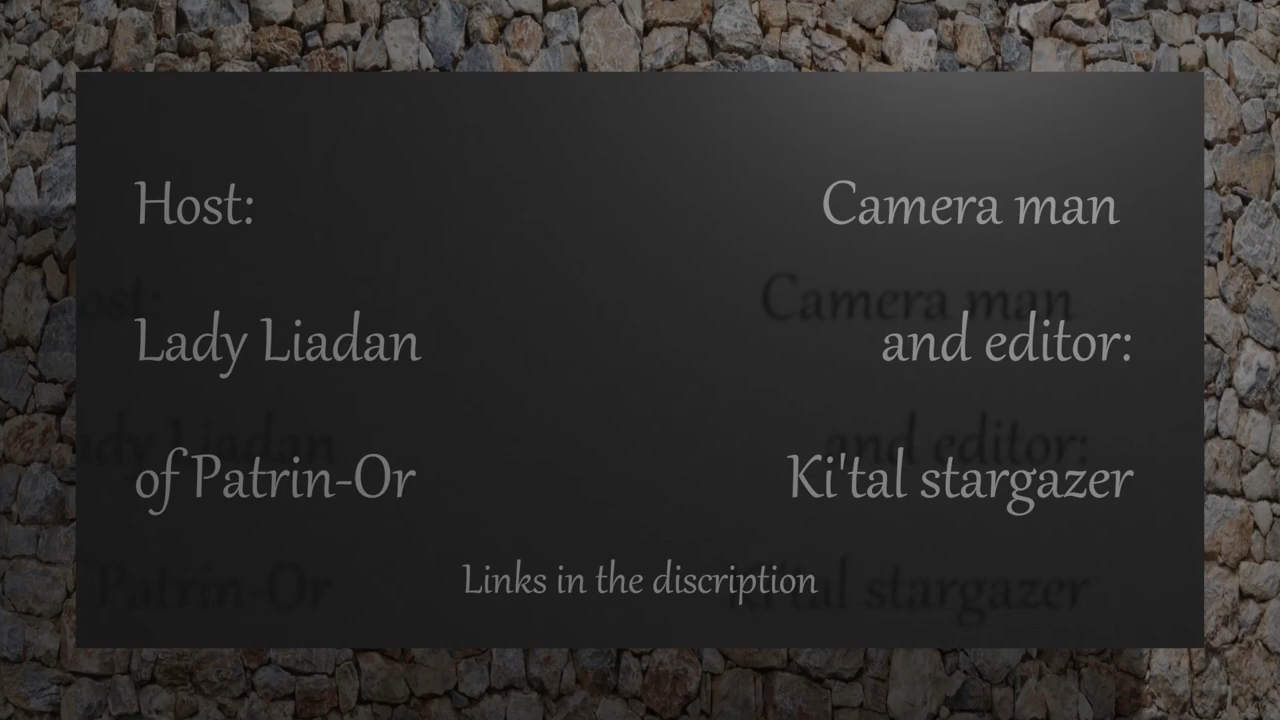 Host:
Lady Liadan
of Patrin-Or
Camera man
and editor:
Ki'tal stargazer
Links in the discription